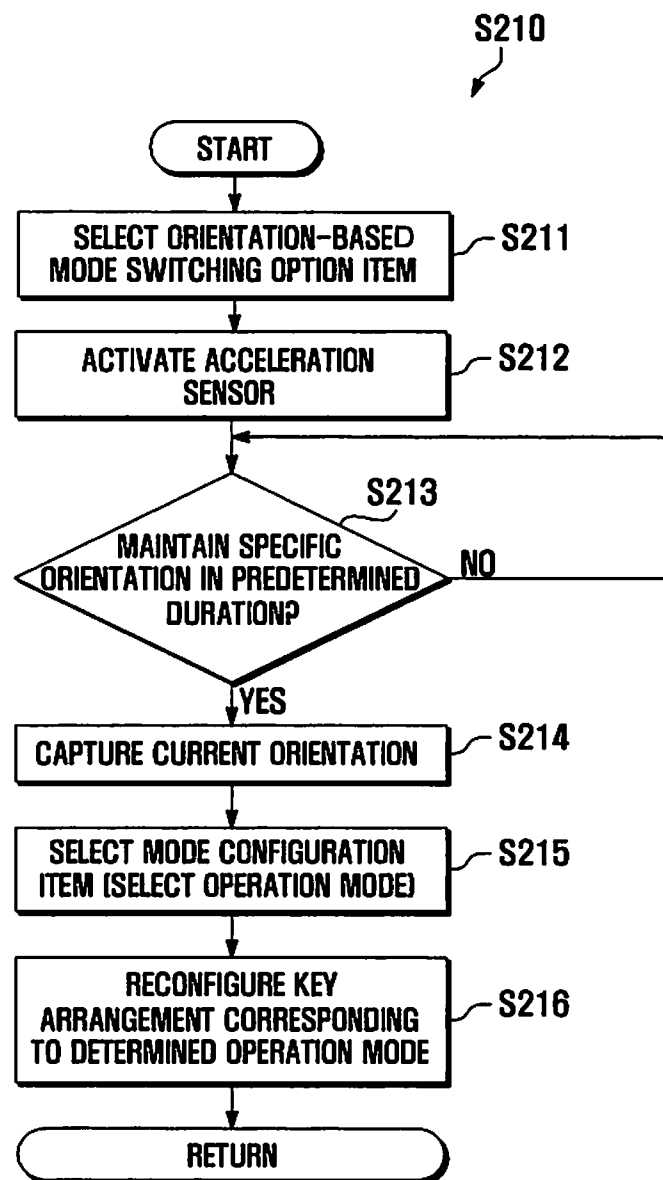 S210
START
SELECT ORIENTATION-BASED
MODE SWITCHING OPTION ITEM
S211
ACTIVATE ACCELERATION
SENSOR
S212
S213
MAINTAIN SPECIFIC
ORIENTATION IN PREDETERMINED
DURATION?
NO
YES
CAPTURE CURRENT ORIENTATION
S214
SELECT MODE CONFIGURATION
ITEM (SELECT OPERATION MODE)
S215
RECONFIGURE KEY
ARRANGEMENT CORRESPONDING
TO DETERMINED OPERATION MODE
S216
RETURN